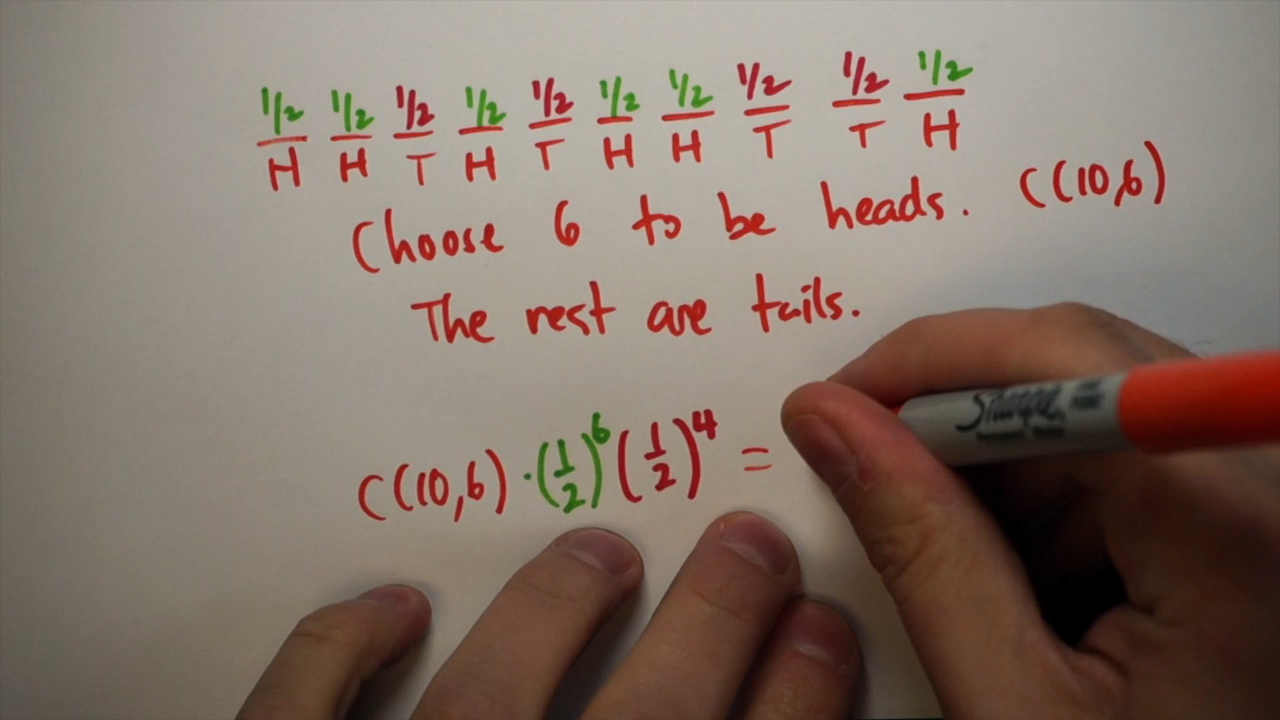 1/2 1/2 1/2 1/2 1/2 1/2 1/2 1/2 1/2 1/2
H H T H T H H T T H
Choose 6 to be heads. C(10,6)
The rest are tails.
C(10,6) · (1/2)^6 (1/2)^4 =
Sharpie